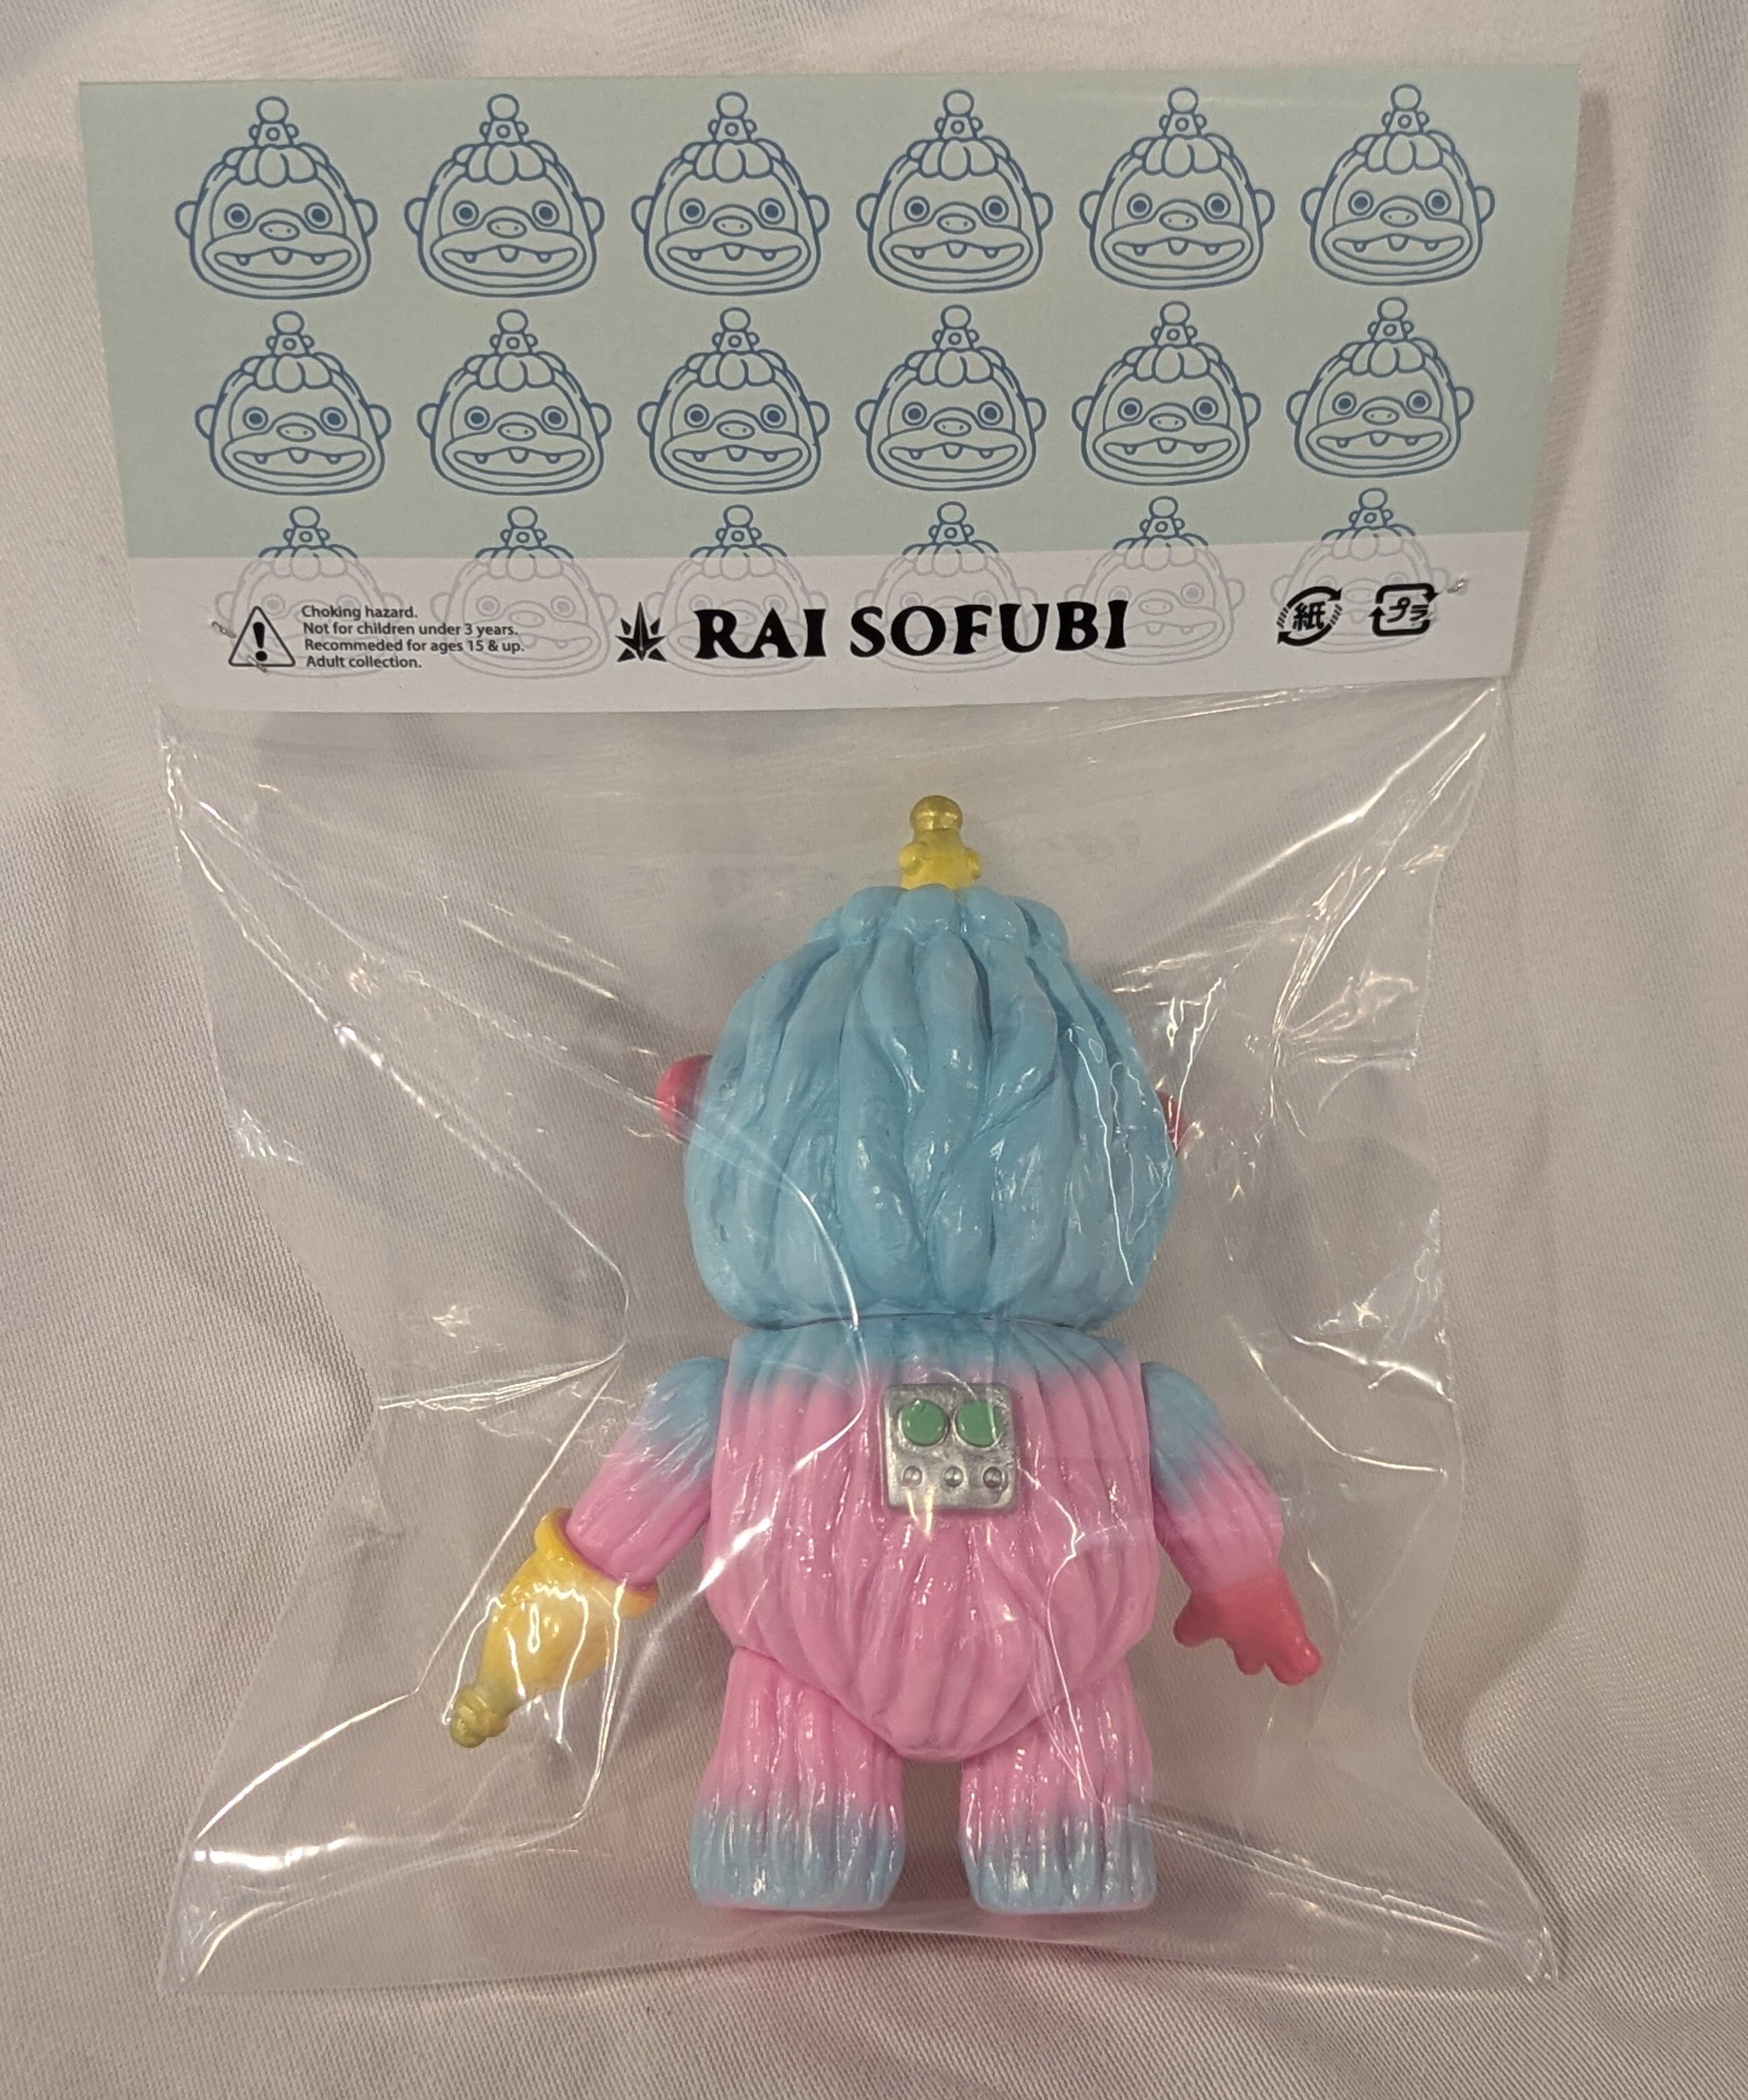 Choking hazard.
Not for children under 3 years.
Recommeded for ages 15 & up.
Adult collection.
RAI SOFUBI
紙
プラ